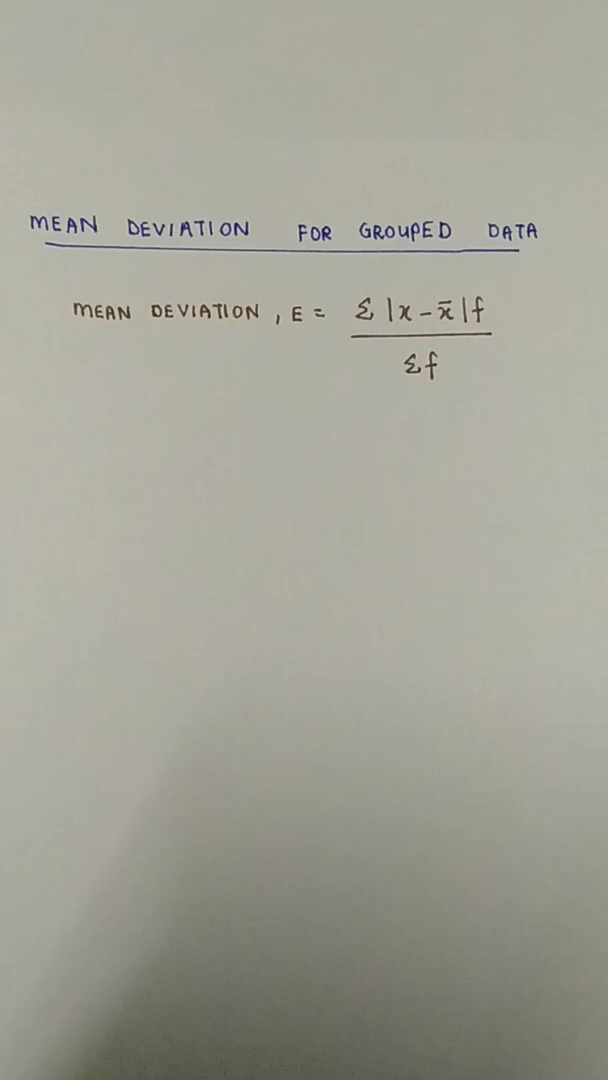 MEAN DEVIATION FOR GROUPED DATA
MEAN DEVIATION, E = Σ|x - x̄|f
Σf